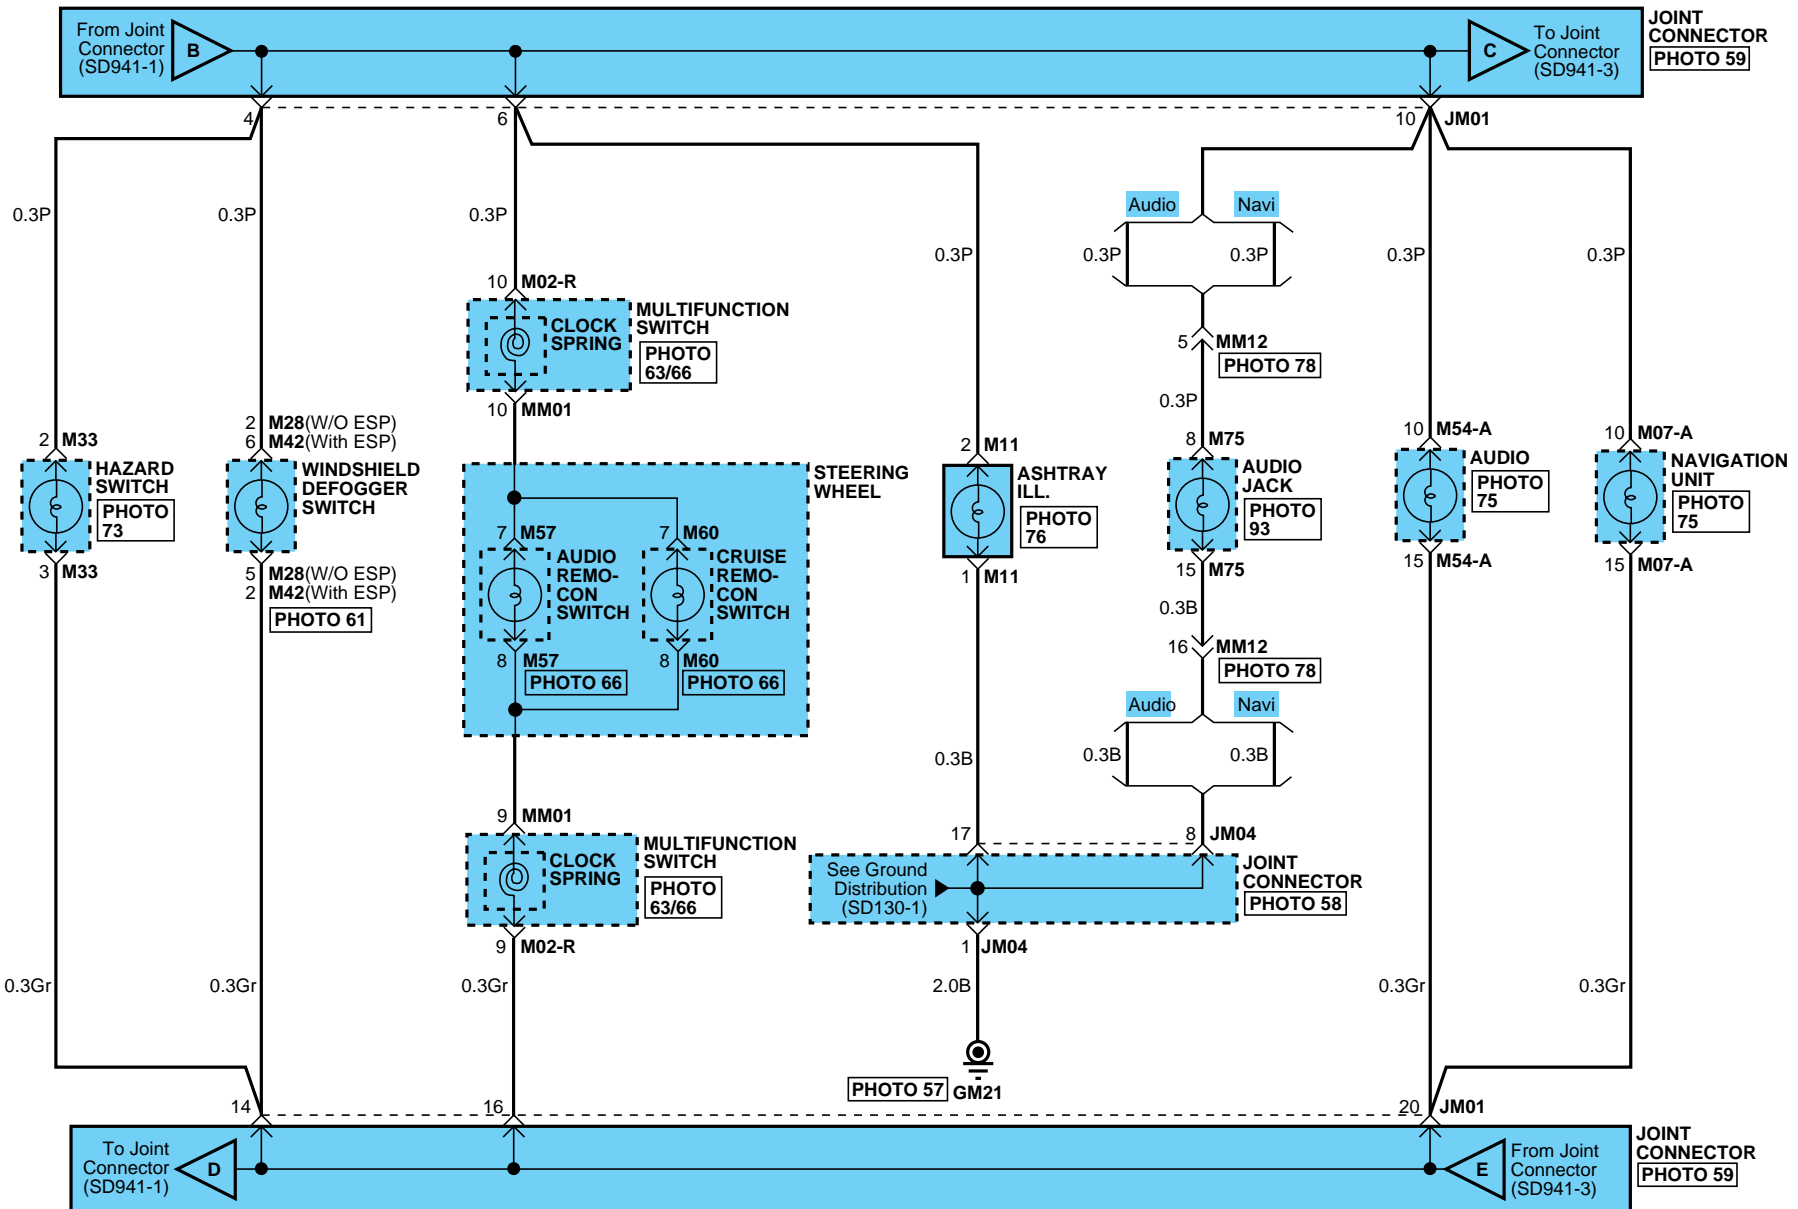 From Joint
Connector
(SD941-1)
B
C
To Joint
Connector
(SD941-3)
JOINT
CONNECTOR
PHOTO 59
4
6
10
JM01
0.3P
0.3P
0.3P
0.3P
Audio
Navi
0.3P
0.3P
0.3P
0.3P
10
M02-R
CLOCK
SPRING
MULTIFUNCTION
SWITCH
PHOTO
63/66
10
MM01
5
MM12
PHOTO 78
0.3P
2
M33
HAZARD
SWITCH
PHOTO
73
3
M33
2
M28(W/O ESP)
6
M42(With ESP)
WINDSHIELD
DEFOGGER
SWITCH
5
M28(W/O ESP)
2
M42(With ESP)
PHOTO 61
STEERING
WHEEL
7
M57
AUDIO
REMO-
CON
SWITCH
8
M57
PHOTO 66
7
M60
CRUISE
REMO-
CON
SWITCH
8
M60
PHOTO 66
2
M11
ASHTRAY
ILL.
PHOTO
76
1
M11
8
M75
AUDIO
JACK
PHOTO
93
15
M75
10
M54-A
AUDIO
PHOTO
75
15
M54-A
10
M07-A
NAVIGATION
UNIT
PHOTO
75
15
M07-A
0.3B
16
MM12
PHOTO 78
Audio
Navi
0.3B
0.3B
0.3B
9
MM01
CLOCK
SPRING
MULTIFUNCTION
SWITCH
PHOTO
63/66
9
M02-R
17
8
JM04
See Ground
Distribution
(SD130-1)
JOINT
CONNECTOR
PHOTO 58
1
JM04
0.3Gr
0.3Gr
0.3Gr
2.0B
0.3Gr
0.3Gr
PHOTO 57
GM21
14
16
20
JM01
To Joint
Connector
(SD941-1)
D
E
From Joint
Connector
(SD941-3)
JOINT
CONNECTOR
PHOTO 59